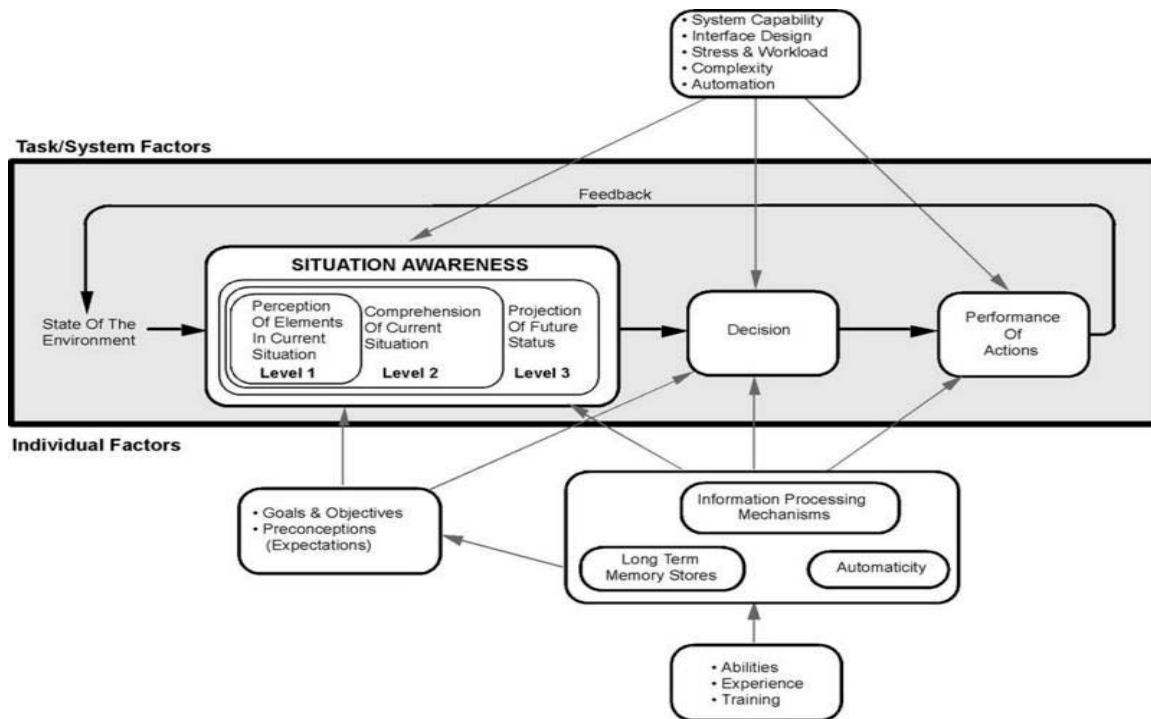 • System Capability
• Interface Design
• Stress & Workload
• Complexity
• Automation
Task/System Factors
Feedback
SITUATION AWARENESS
State Of The
Environment
Perception
Of Elements
In Current
Situation
Level 1
Comprehension
Of Current
Situation
Level 2
Projection
Of Future
Status
Level 3
Decision
Performance
Of
Actions
Individual Factors
• Goals & Objectives
• Preconceptions
(Expectations)
Information Processing
Mechanisms
Long Term
Memory Stores
Automaticity
• Abilities
• Experience
• Training